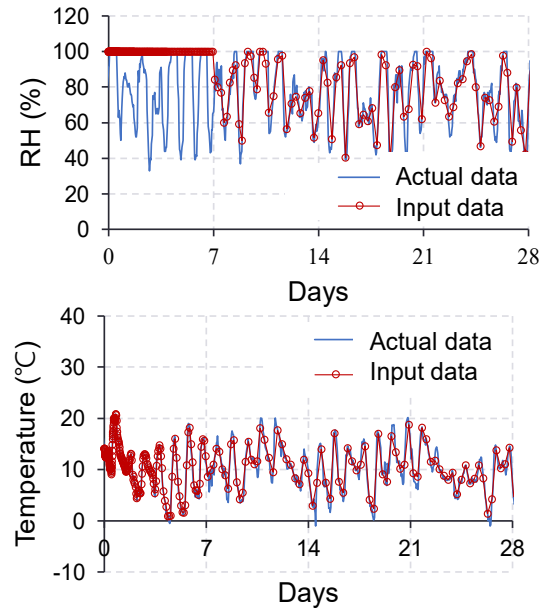 120
100
80
60
40
20
0
RH (%)
Actual data
Input data
0 7 14 21 28
Days
40
30
20
10
0
-10
Temperature (℃)
Actual data
Input data
0 7 14 21 28
Days